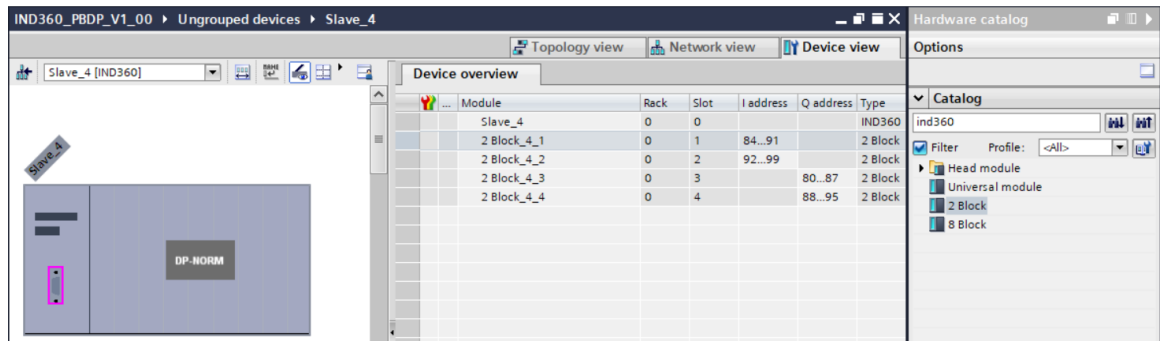 IND360_PBDP_V1_00 ▸ Ungrouped devices ▸ Slave_4
Hardware catalog
Topology view Network view Device view
Options
Slave_4 [IND360]
Device overview
... Module Rack Slot I address Q address Type
Slave_4 0 0 IND360
2 Block_4_1 0 1 84...91 2 Block
2 Block_4_2 0 2 92...99 2 Block
2 Block_4_3 0 3 80...87 2 Block
2 Block_4_4 0 4 88...95 2 Block
Slave_4
DP-NORM
Catalog
ind360
Filter Profile: <All>
Head module
Universal module
2 Block
8 Block